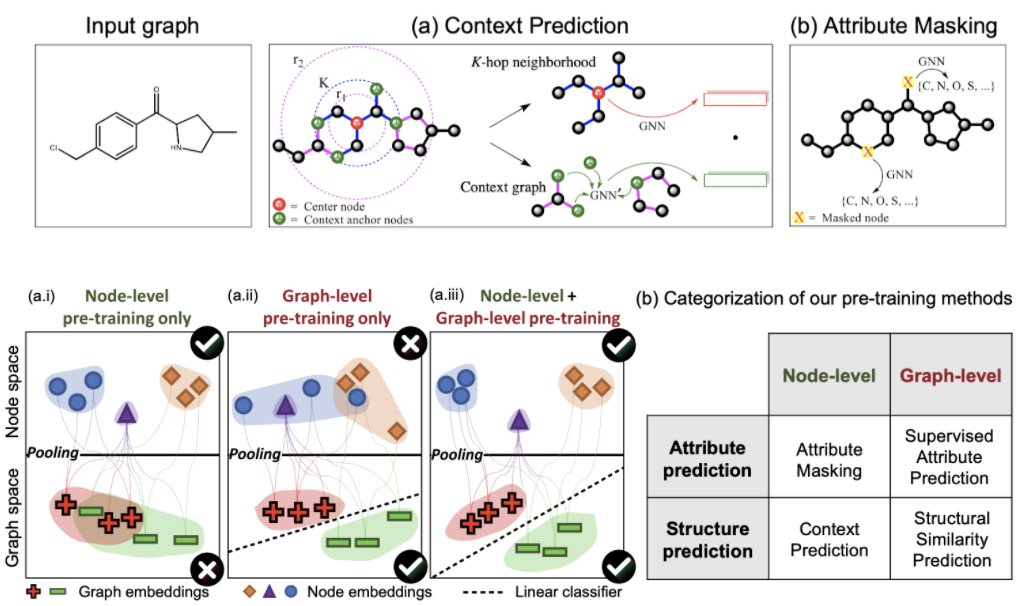 Input graph
(a) Context Prediction
(b) Attribute Masking
O
Cl
HN
r2
K
r1
K-hop neighborhood
GNN
Context graph
GNN'
= Center node
= Context anchor nodes
X
GNN
{C, N, O, S, ...}
X
GNN
{C, N, O, S, ...}
X = Masked node
(a.i) Node-level
pre-training only
(a.ii) Graph-level
pre-training only
(a.iii) Node-level +
Graph-level pre-training
Node space
Pooling
Pooling
Pooling
Graph space
Graph embeddings
Node embeddings
Linear classifier
(b) Categorization of our pre-training methods
Node-level
Graph-level
Attribute
prediction
Attribute
Masking
Supervised
Attribute
Prediction
Structure
prediction
Context
Prediction
Structural
Similarity
Prediction